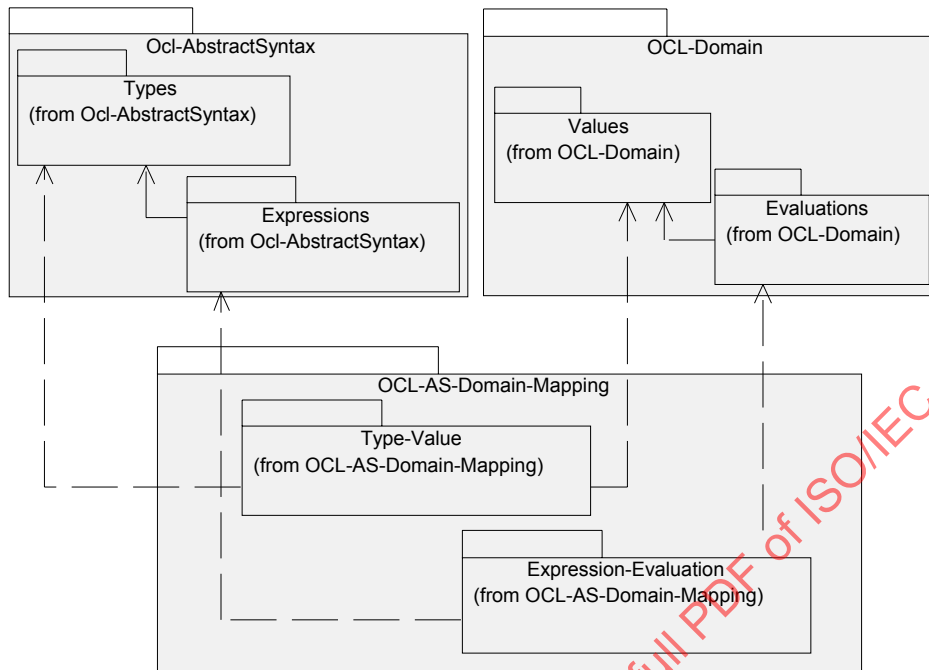 Ocl-AbstractSyntax
Types
(from Ocl-AbstractSyntax)
Expressions
(from Ocl-AbstractSyntax)
OCL-Domain
Values
(from OCL-Domain)
Evaluations
(from OCL-Domain)
OCL-AS-Domain-Mapping
Type-Value
(from OCL-AS-Domain-Mapping)
Expression-Evaluation
(from OCL-AS-Domain-Mapping)
full PDF of ISO/IEC